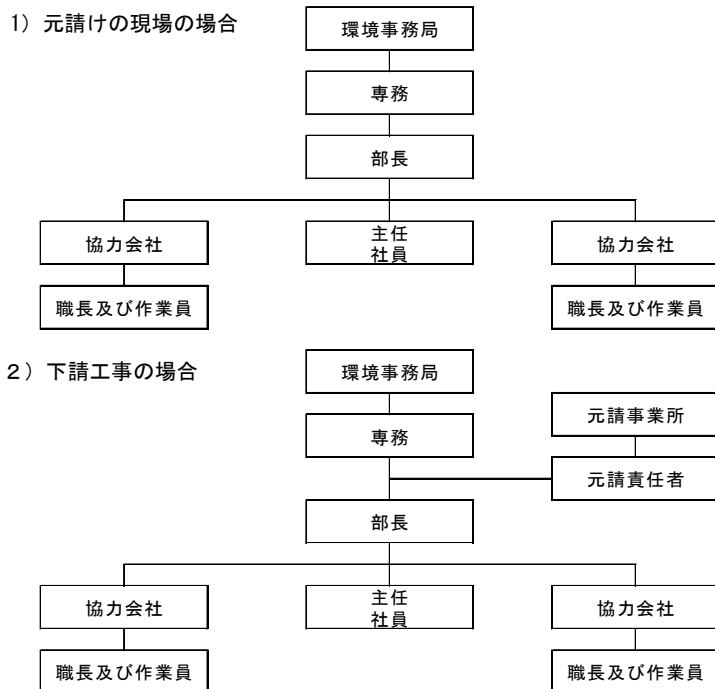 1）元請けの現場の場合
環境事務局
専務
部長
協力会社
主任
社員
協力会社
職長及び作業員
職長及び作業員
２）下請工事の場合
環境事務局
元請事業所
専務
元請責任者
部長
協力会社
主任
社員
協力会社
職長及び作業員
職長及び作業員